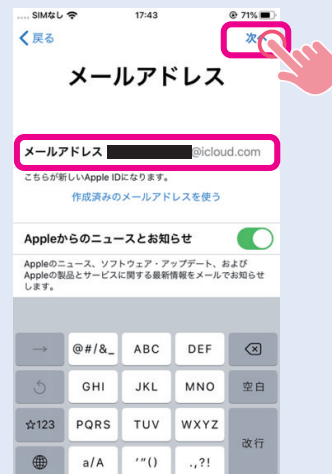 SIMなし 17:43 71%
戻る 次へ
メールアドレス
メールアドレス @icloud.com
こちらが新しいApple IDになります。
作成済みのメールアドレスを使う
Appleからのニュースとお知らせ
Appleのニュース、ソフトウェア・アップデート、および
Appleの製品とサービスに関する最新情報をメールでお知らせ
します。
→ @#/&_ ABC DEF
GHI JKL MNO 空白
☆123 PQRS TUV WXYZ
改行
a/A '"() .,?!